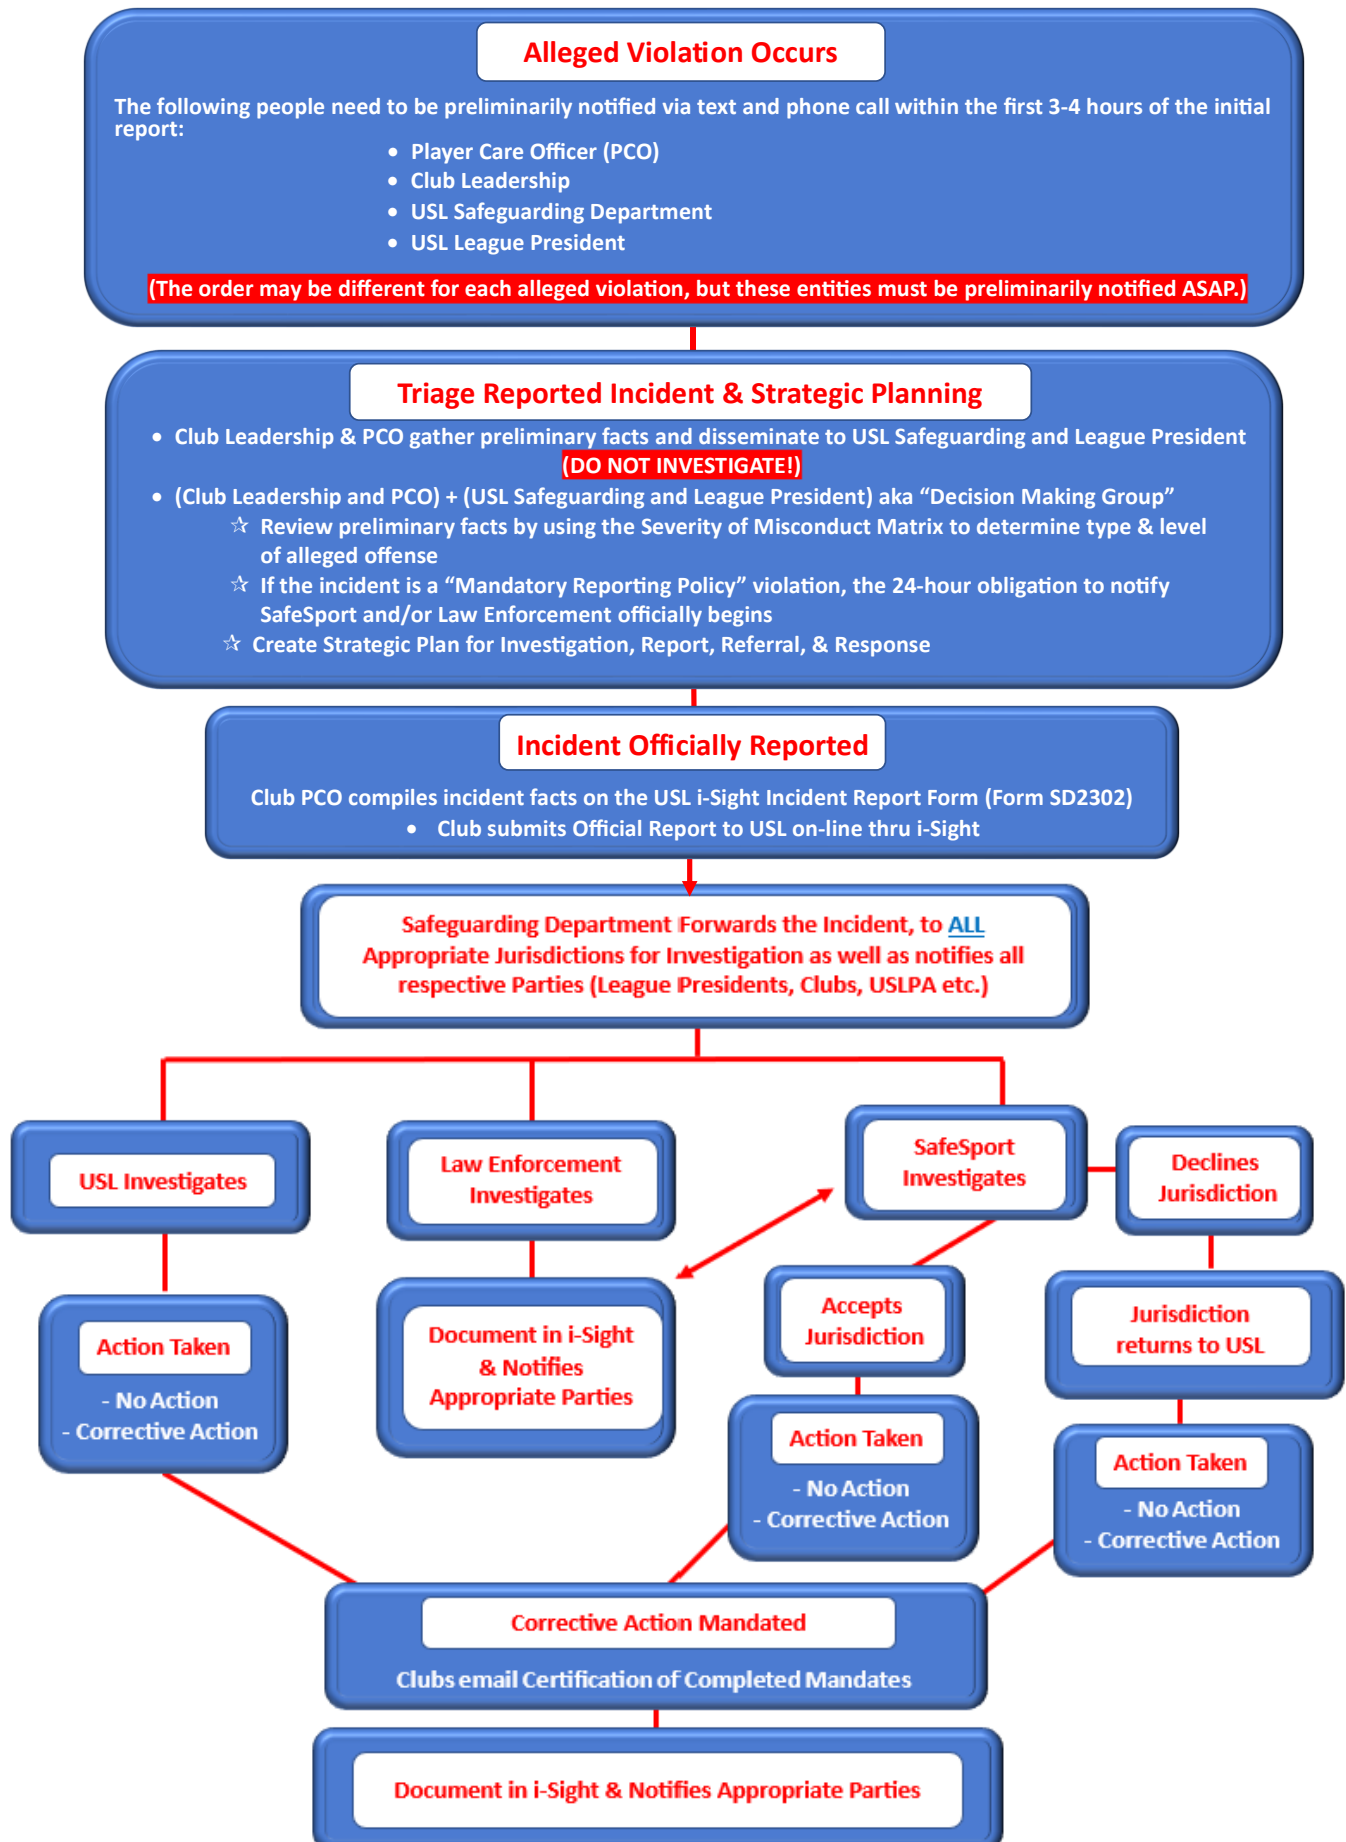 Alleged Violation Occurs
The following people need to be preliminarily notified via text and phone call within the first 3-4 hours of the initial
report:
• Player Care Officer (PCO)
• Club Leadership
• USL Safeguarding Department
• USL League President
(The order may be different for each alleged violation, but these entities must be preliminarily notified ASAP.)
Triage Reported Incident & Strategic Planning
• Club Leadership & PCO gather preliminary facts and disseminate to USL Safeguarding and League President
(DO NOT INVESTIGATE!)
• (Club Leadership and PCO) + (USL Safeguarding and League President) aka “Decision Making Group”
☆ Review preliminary facts by using the Severity of Misconduct Matrix to determine type & level
of alleged offense
☆ If the incident is a “Mandatory Reporting Policy” violation, the 24-hour obligation to notify
SafeSport and/or Law Enforcement officially begins
☆ Create Strategic Plan for Investigation, Report, Referral, & Response
Incident Officially Reported
Club PCO compiles incident facts on the USL i-Sight Incident Report Form (Form SD2302)
• Club submits Official Report to USL on-line thru i-Sight
Safeguarding Department Forwards the Incident, to ALL
Appropriate Jurisdictions for Investigation as well as notifies all
respective Parties (League Presidents, Clubs, USLPA etc.)
USL Investigates
Action Taken
- No Action
- Corrective Action
Law Enforcement
Investigates
Document in i-Sight
& Notifies
Appropriate Parties
SafeSport
Investigates
Accepts
Jurisdiction
Action Taken
- No Action
- Corrective Action
Declines
Jurisdiction
Jurisdiction
returns to USL
Action Taken
- No Action
- Corrective Action
Corrective Action Mandated
Clubs email Certification of Completed Mandates
Document in i-Sight & Notifies Appropriate Parties